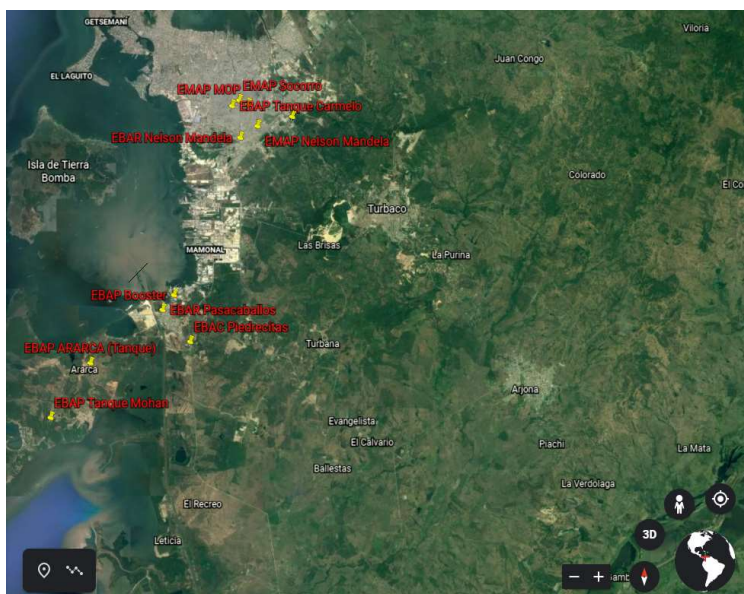 GETSEMANÍ
Viloria
Juan Congo
EL LAGUITO
EMAP MOP
EMAP Socorro
EBAP Tanque Carmelo
EBAR Nelson Mandela
EMAP Nelson Mandela
Isla de Tierra
Bomba
Colorado
El Co
Turbaco
MAMONAL
Las Brisas
La Purina
EBAP Booster
EBAR Pasacaballos
EBAC Piedrecitas
Turbana
EBAP ARARCA (Tanque)
Ararca
Arjona
EBAP Tanque Mohan
Evangelista
El Calvario
Piachi
La Mata
Ballestas
La Verdolaga
El Recreo
3D
Leticia
amb